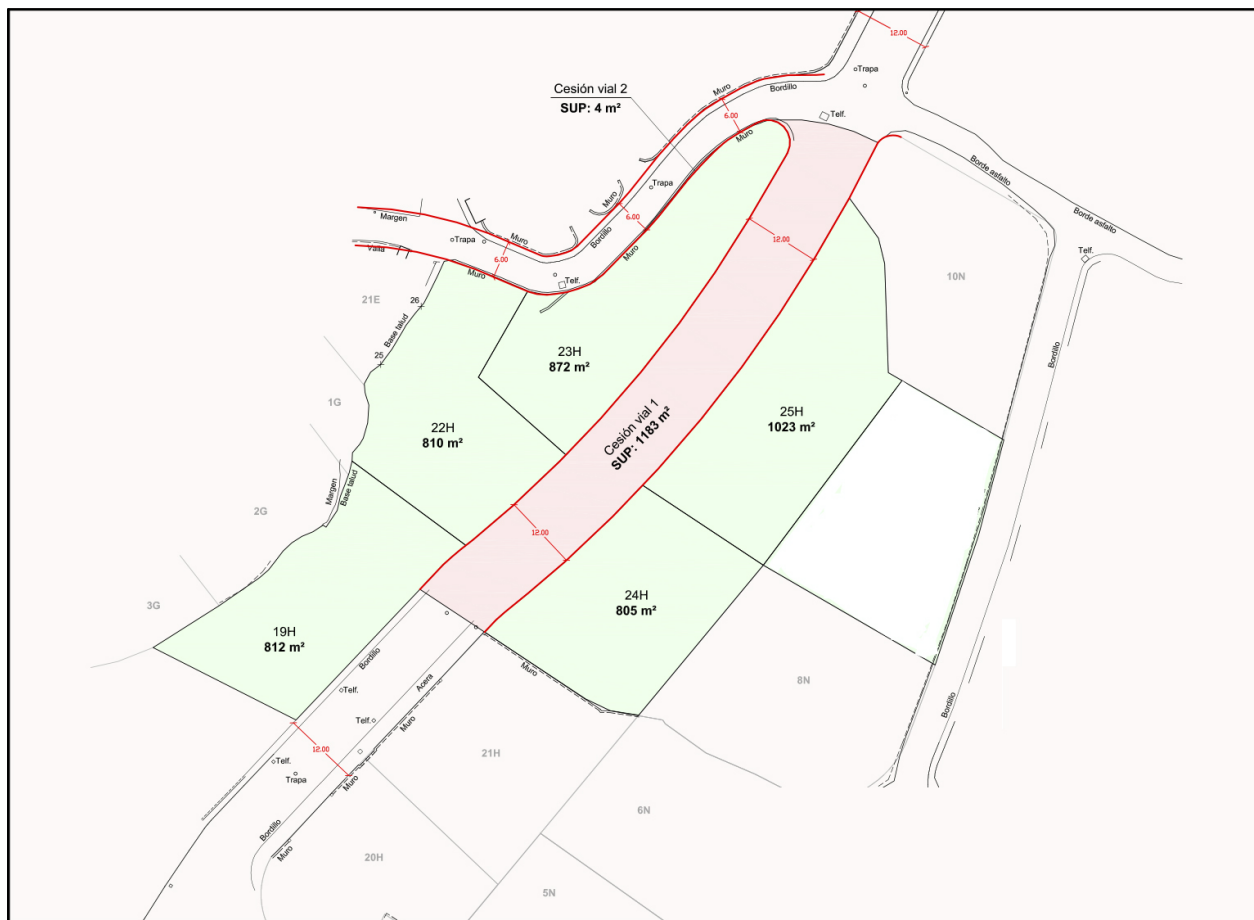 12.00
Trapa
Cesión vial 2
SUP: 4 m²
Muro
Bordillo
6.00
Telf.
Muro
Borde asfalto
Trapa
Muro
6.00
Margen
Borde asfalto
Muro
Bordillo
Trapa
12.00
Valla
6.00
Muro
Telf.
Muro
Telf.
10N
21E
26
Base talud
25
Bordillo
23H
872 m²
1G
22H
810 m²
Cesión vial 1
SUP: 1183 m²
25H
1023 m²
Margen
Base talud
2G
12.00
3G
24H
805 m²
19H
812 m²
Bordillo
Muro
Acera
8N
Telf.
Telf.
Muro
Bordillo
12.00
21H
Telf.
Trapa
Muro
6N
Bordillo
Muro
20H
5N